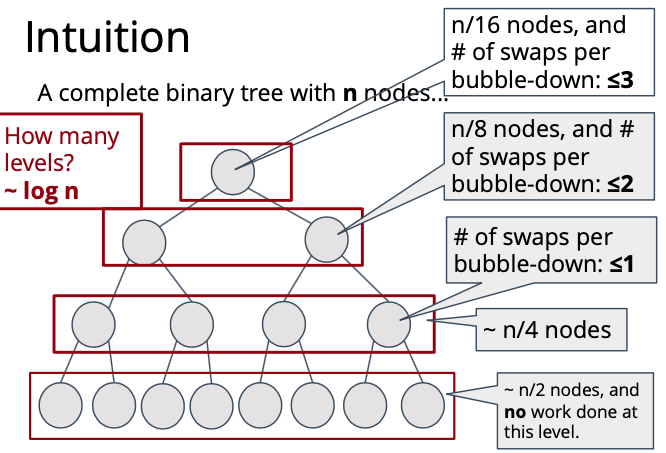 Intuition
A complete binary tree with n nodes...
n/16 nodes, and
# of swaps per
bubble-down: ≤3
How many
levels?
~ log n
n/8 nodes, and #
of swaps per
bubble-down: ≤2
# of swaps per
bubble-down: ≤1
~ n/4 nodes
~ n/2 nodes, and
no work done at
this level.